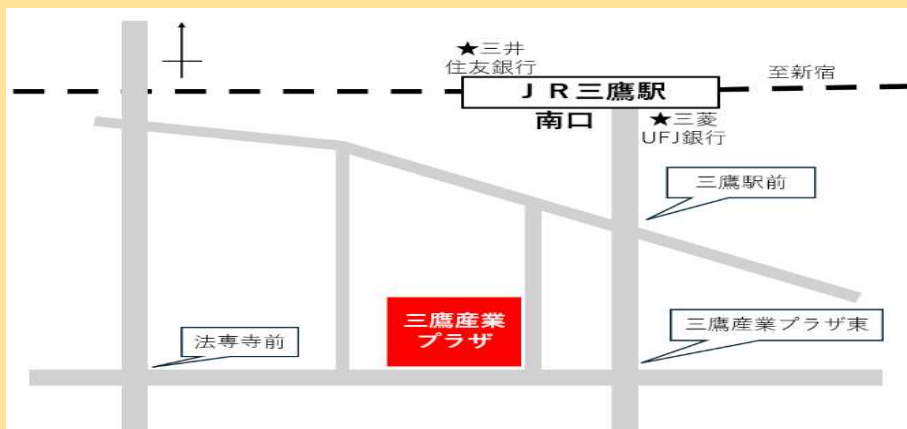 ★三井
住友銀行
至新宿
ＪＲ三鷹駅
南口
★三菱
UFJ銀行
三鷹駅前
三鷹産業
プラザ
三鷹産業プラザ東
法専寺前